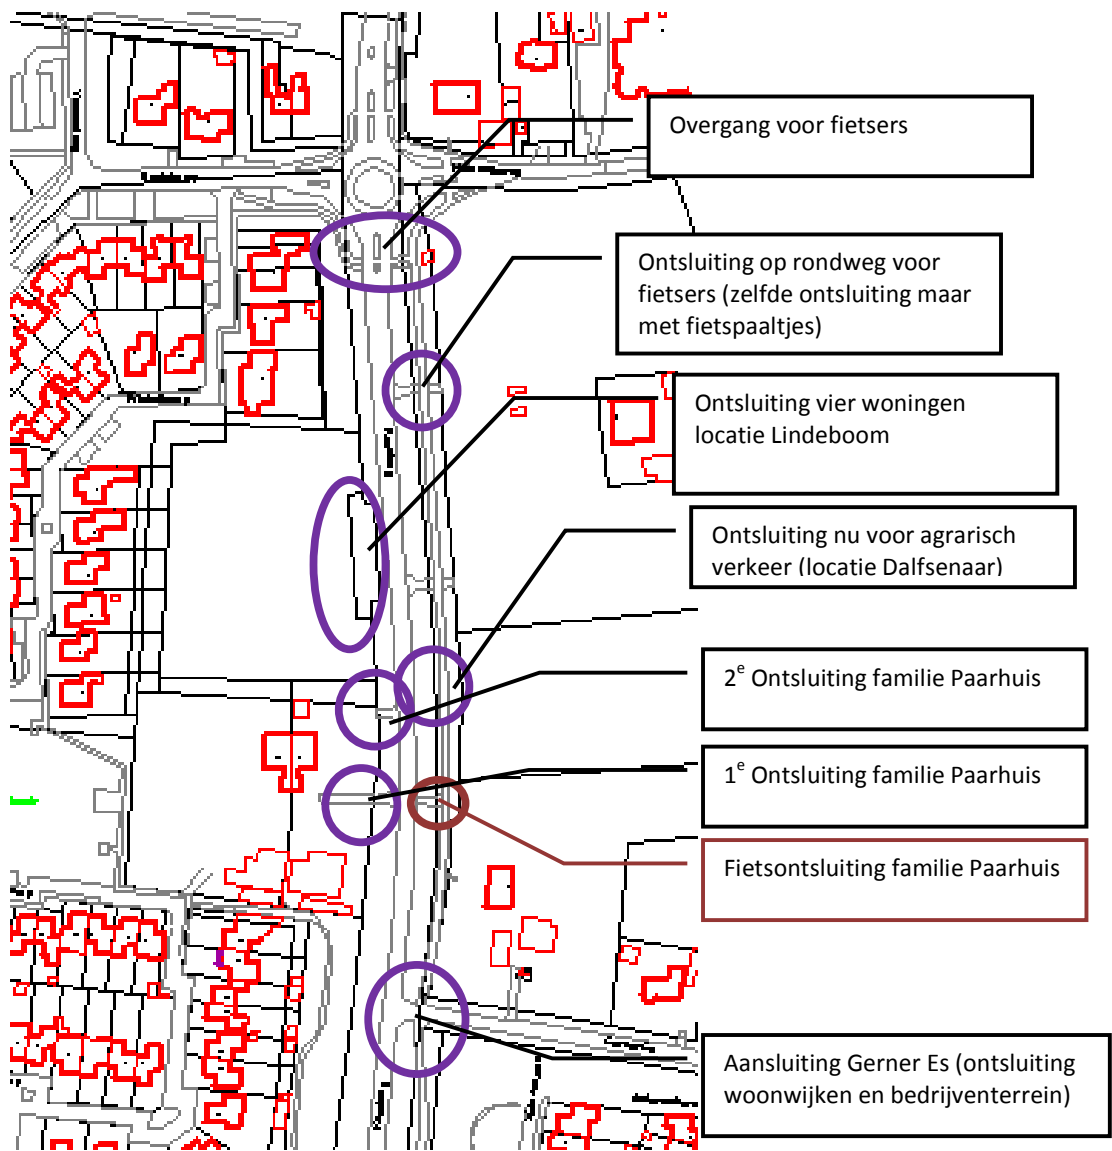 Overgang voor fietsers
Ontsluiting op rondweg voor
fietsers (zelfde ontsluiting maar
met fietspaaltjes)
Ontsluiting vier woningen
locatie Lindeboom
Ontsluiting nu voor agrarisch
verkeer (locatie Dalfsenaar)
2e Ontsluiting familie Paarhuis
1e Ontsluiting familie Paarhuis
Fietsontsluiting familie Paarhuis
Aansluiting Gerner Es (ontsluiting
woonwijken en bedrijventerrein)